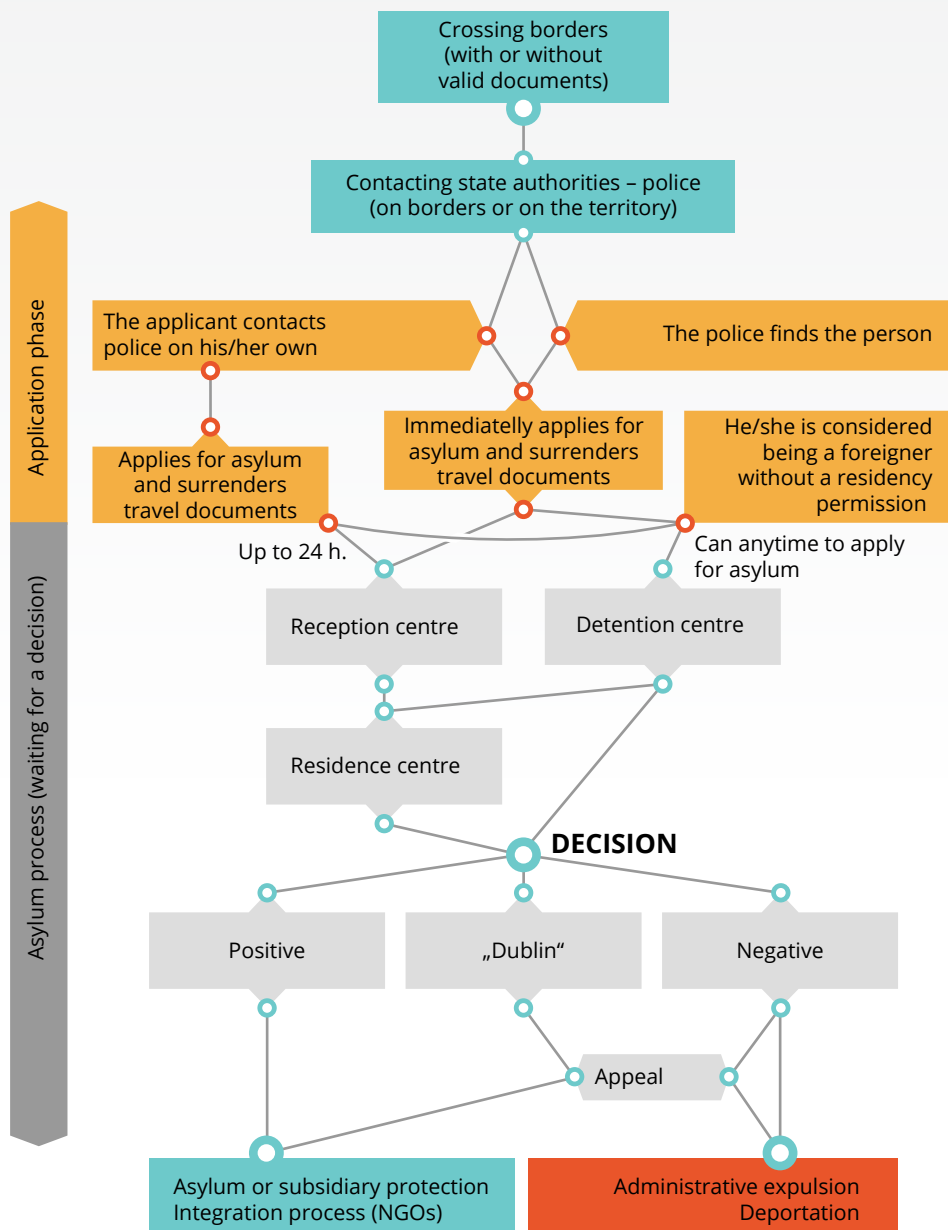 Crossing borders
(with or without
valid documents)
Contacting state authorities – police
(on borders or on the territory)
Application phase
The applicant contacts
police on his/her own
The police finds the person
Applies for asylum
and surrenders
travel documents
Immediatelly applies for
asylum and surrenders
travel documents
He/she is considered
being a foreigner
without a residency
permission
Asylum process (waiting for a decision)
Up to 24 h.
Can anytime to apply
for asylum
Reception centre
Detention centre
Residence centre
DECISION
Positive
„Dublin“
Negative
Appeal
Asylum or subsidiary protection
Integration process (NGOs)
Administrative expulsion
Deportation